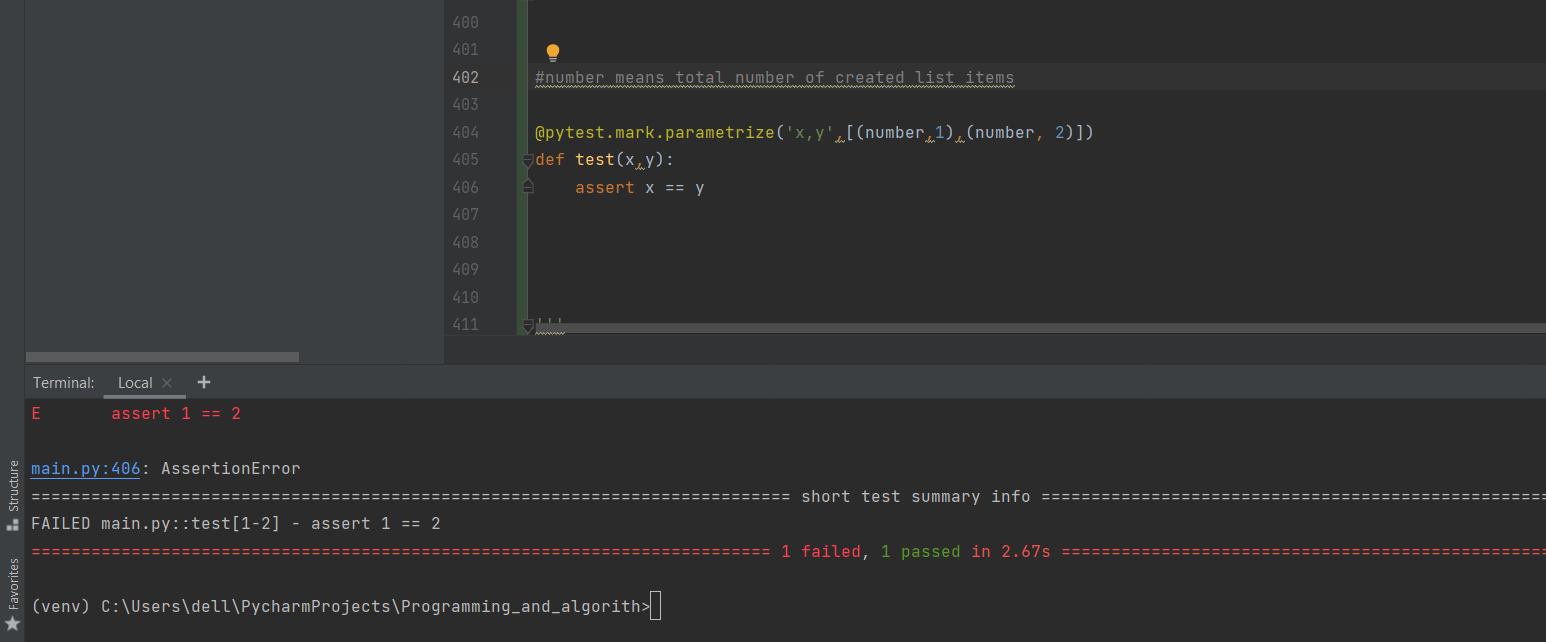 400
401
402 #number means total number of created list items
403
404 @pytest.mark.parametrize('x,y',[(number,1),(number, 2)])
405 def test(x,y):
406     assert x == y
407
408
409
410
411 '''
Terminal: Local × +
E       assert 1 == 2
main.py:406: AssertionError
============================================================================ short test summary info ===================================================
FAILED main.py::test[1-2] - assert 1 == 2
========================================================================== 1 failed, 1 passed in 2.67s =================================================
(venv) C:\Users\dell\PycharmProjects\Programming_and_algorith>
Structure
Favorites